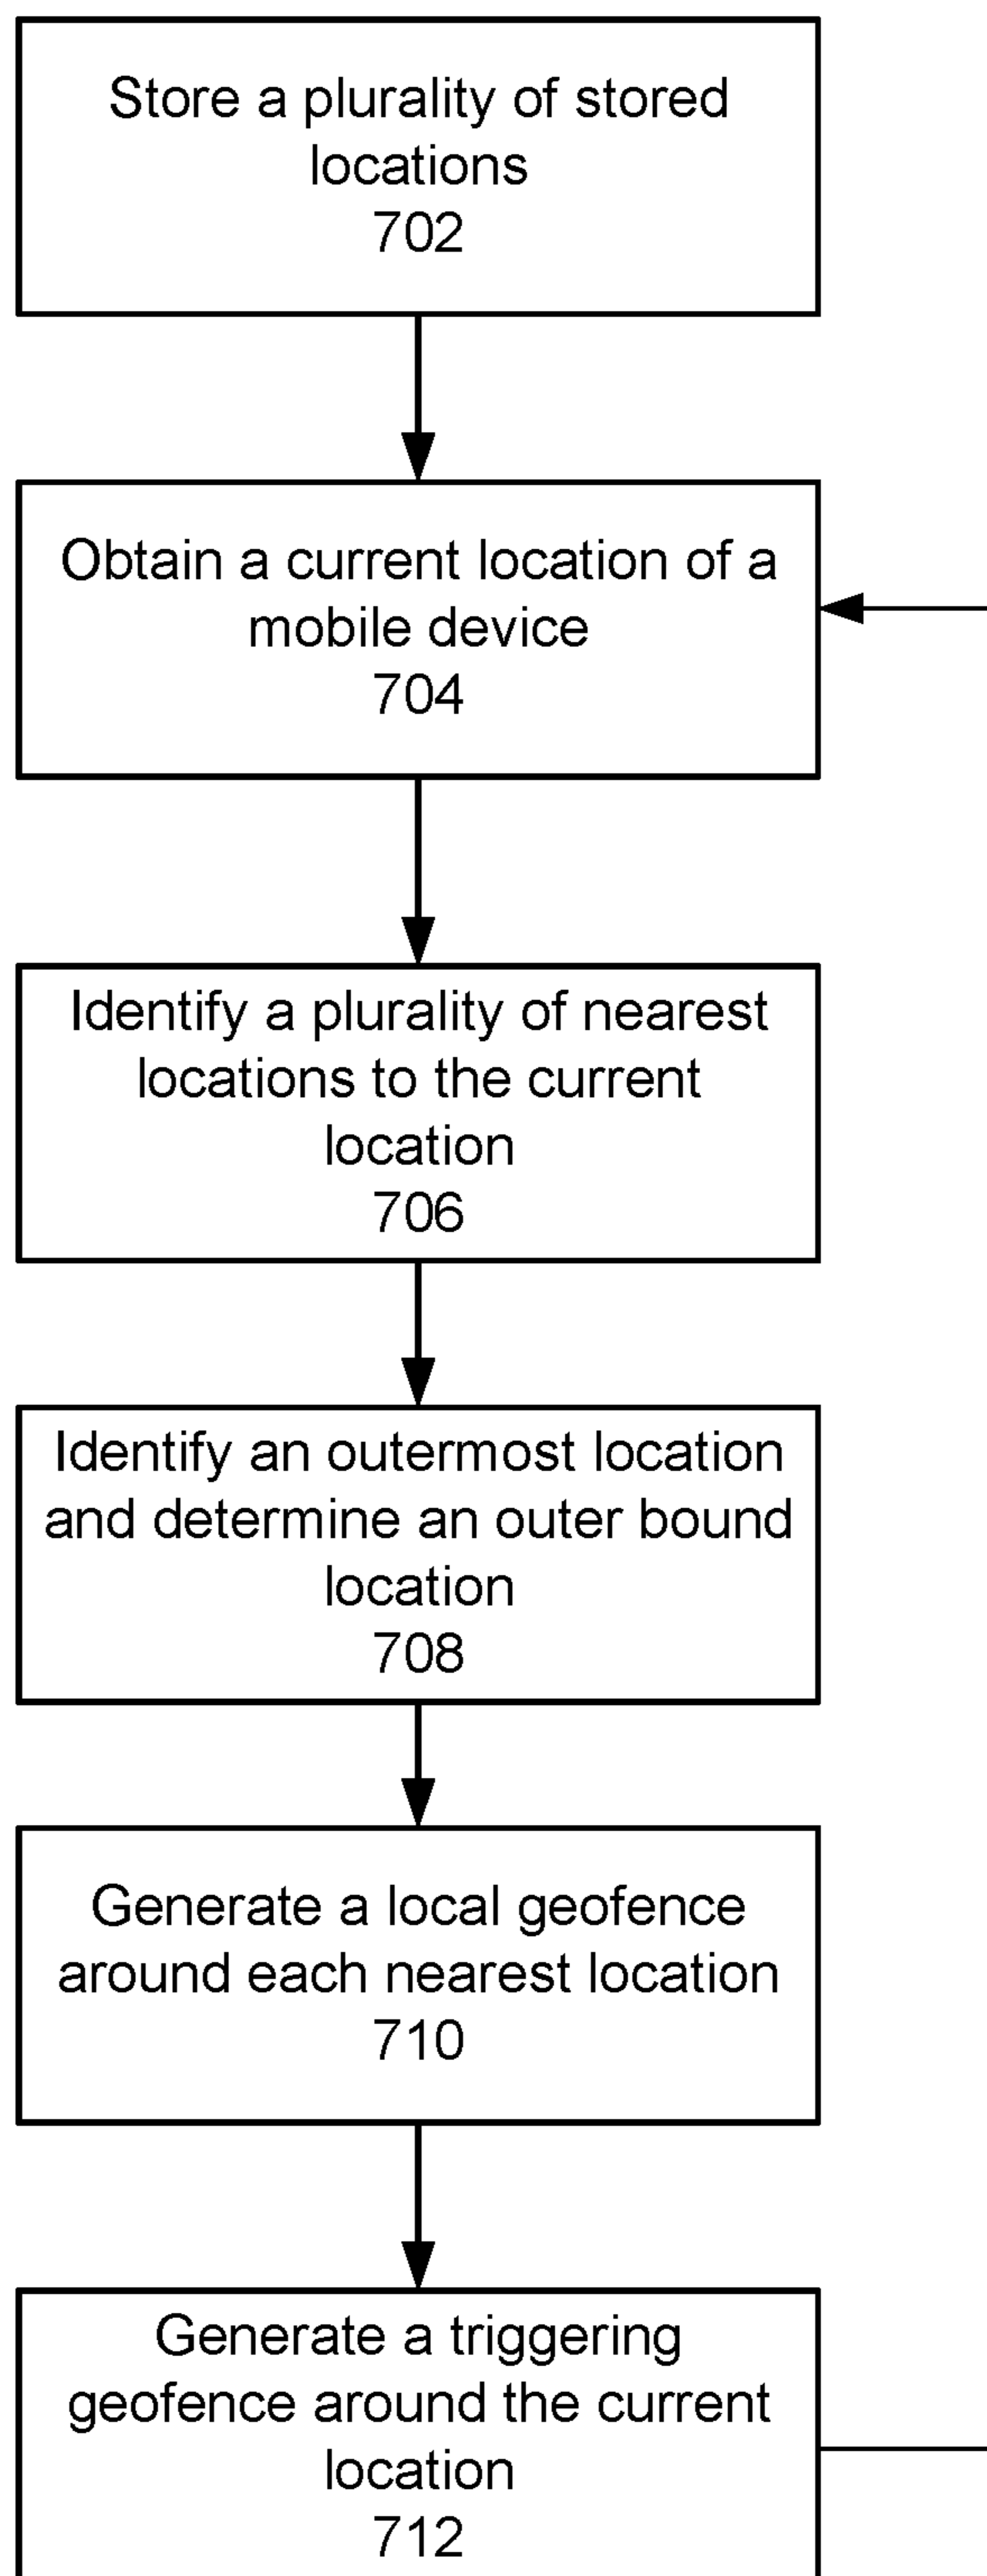 Store a plurality of stored
locations
702
Obtain a current location of a
mobile device
704
Identify a plurality of nearest
locations to the current
location
706
Identify an outermost location
and determine an outer bound
location
708
Generate a local geofence
around each nearest location
710
Generate a triggering
geofence around the current
location
712